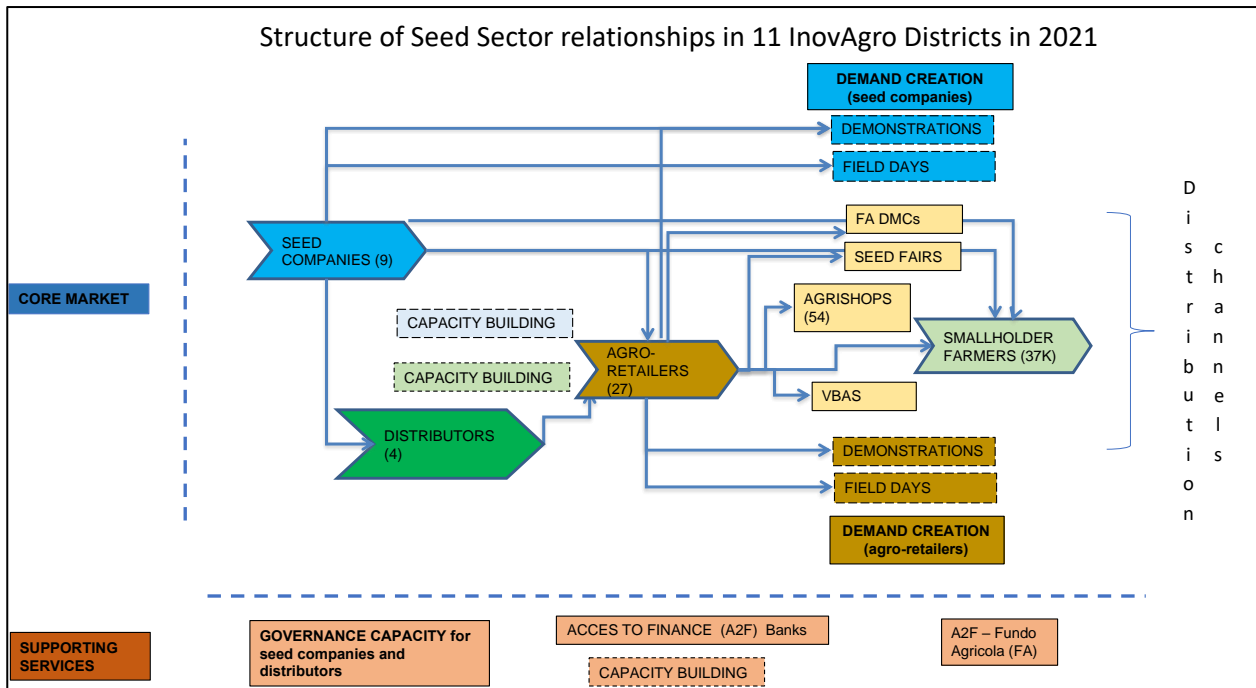 Structure of Seed Sector relationships in 11 InovAgro Districts in 2021
DEMAND CREATION
(seed companies)
DEMONSTRATIONS
FIELD DAYS
FA DMCs
SEED
COMPANIES (9)
SEED FAIRS
CORE MARKET
AGRISHOPS
(54)
CAPACITY BUILDING
SMALLHOLDER
FARMERS (37K)
AGRO-
RETAILERS
(27)
CAPACITY BUILDING
VBAS
DISTRIBUTORS
(4)
DEMONSTRATIONS
FIELD DAYS
DEMAND CREATION
(agro-retailers)
Distribution
channels
SUPPORTING
SERVICES
GOVERNANCE CAPACITY for
seed companies and
distributors
ACCES TO FINANCE (A2F) Banks
CAPACITY BUILDING
A2F – Fundo
Agricola (FA)